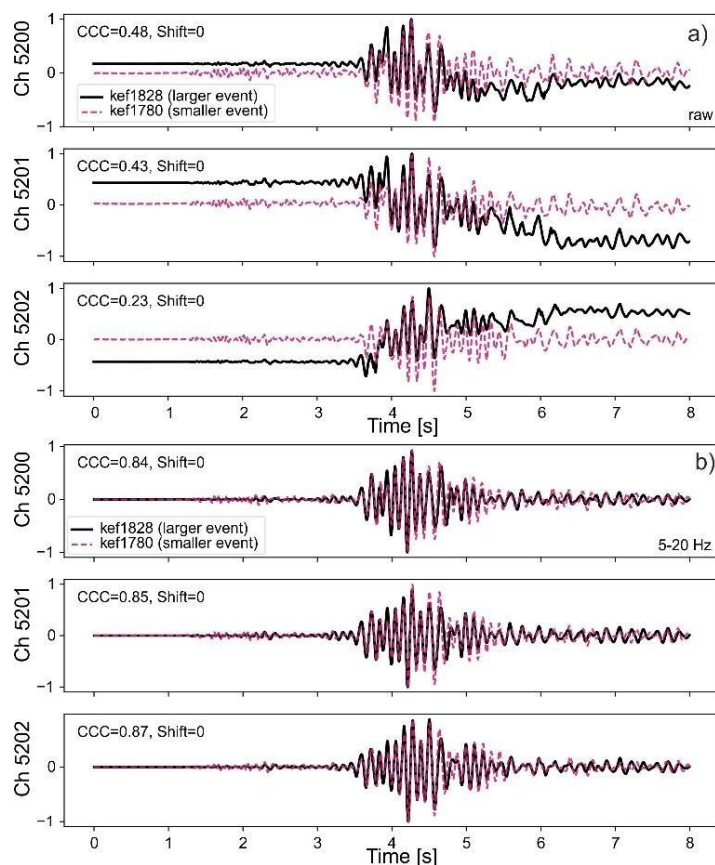 a)
Ch 5200
1
0
−1
CCC=0.48, Shift=0
kef1828 (larger event)
kef1780 (smaller event)
raw
Ch 5201
1
0
−1
CCC=0.43, Shift=0
Ch 5202
1
0
−1
CCC=0.23, Shift=0
0 1 2 3 4 5 6 7 8
Time [s]
b)
Ch 5200
1
0
−1
CCC=0.84, Shift=0
kef1828 (larger event)
kef1780 (smaller event)
5-20 Hz
Ch 5201
1
0
−1
CCC=0.85, Shift=0
Ch 5202
1
0
−1
CCC=0.87, Shift=0
0 1 2 3 4 5 6 7 8
Time [s]